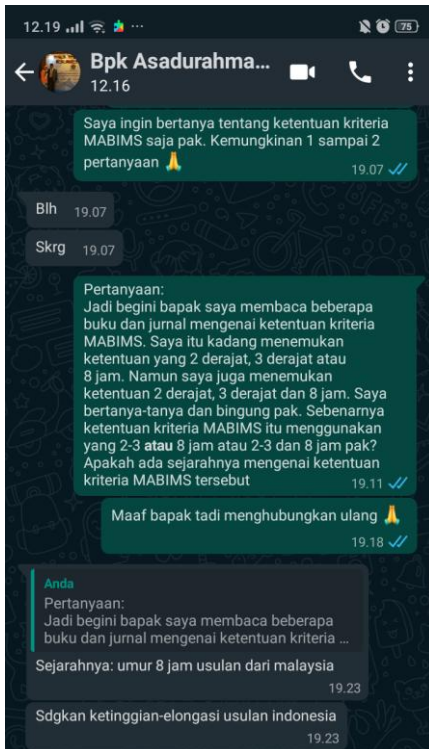 12.19
75
Bpk Asadurahma...
12.16
Saya ingin bertanya tentang ketentuan kriteria
MABIMS saja pak. Kemungkinan 1 sampai 2
pertanyaan 🙏
19.07
Blh 19.07
Skrg 19.07
Pertanyaan:
Jadi begini bapak saya membaca beberapa
buku dan jurnal mengenai ketentuan kriteria
MABIMS. Saya itu kadang menemukan
ketentuan yang 2 derajat, 3 derajat atau
8 jam. Namun saya juga menemukan
ketentuan 2 derajat, 3 derajat dan 8 jam. Saya
bertanya-tanya dan bingung pak. Sebenarnya
ketentuan kriteria MABIMS itu menggunakan
yang 2-3 atau 8 jam atau 2-3 dan 8 jam pak?
Apakah ada sejarahnya mengenai ketentuan
kriteria MABIMS tersebut
19.11
Maaf bapak tadi menghubungkan ulang 🙏
19.18
Anda
Pertanyaan:
Jadi begini bapak saya membaca beberapa
buku dan jurnal mengenai ketentuan kriteria ...
Sejarahnya: umur 8 jam usulan dari malaysia
19.23
Sdgkan ketinggian-elongasi usulan indonesia
19.23